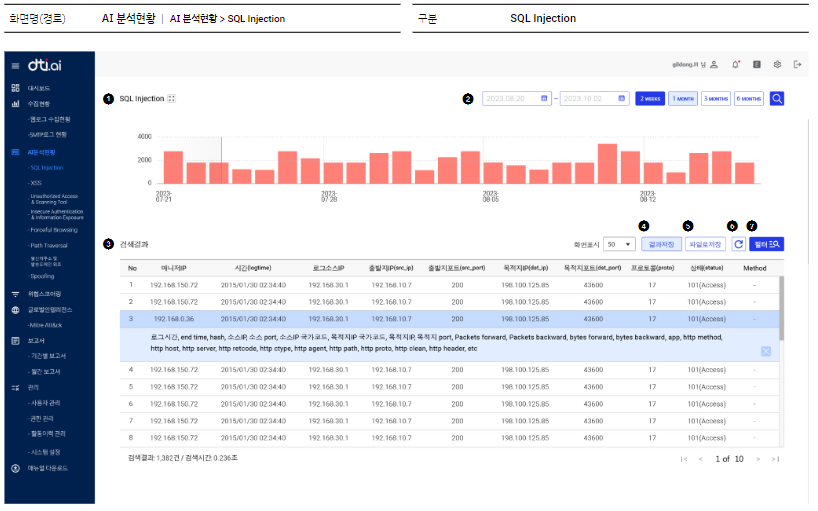 화면명(경로) AI 분석현황 | AI 분석현황 > SQL Injection 구분 SQL Injection
dti.ai gildong.H 님
대시보드
수집현황
-웹로그 수집현황
-SMTP로그 현황
AI분석현황
- SQL Injection
- XSS
- Unauthorized Access
& Scanning Tool
- Insecure Authentication
& Information Exposure
- Forceful Browsing
- Path Traversal
- 발신자주소 및
발송도메인 위조
- Spoofing
위협스코어링
글로벌인텔리전스
-Mitre Att&ck
보고서
- 기간별 보고서
- 월간 보고서
관리
- 사용자 관리
- 권한 관리
- 활동이력 관리
- 시스템 설정
매뉴얼 다운로드
1 SQL Injection 2 2023.08.20 - 2023.18.02 2 WEEKS 1 MONTH 3 MONTHS 6 MONTHS
4000
2000
0
2023-
07-21
2023-
07-28
2023-
08-05
2023-
08-12
3 검색결과 화면표시 50 4 결과저장 5 파일로저장 6 7 필터
No 매니저IP 시간(logtime) 로그소스IP 출발지IP(src_ip) 출발지포트(src_port) 목적지IP(dst_ip) 목적지포트(dst_port) 프로토콜(proto) 상태(status) Method
1 192.168.150.72 2015/01/30 02:34:40 192.168.30.1 192.168.10.7 200 198.100.125.85 43600 17 101(Access) -
2 192.168.150.72 2015/01/30 02:34:40 192.168.30.1 192.168.10.7 200 198.100.125.85 43600 17 101(Access) -
3 192.168.0.36 2015/01/30 02:34:40 192.168.30.1 192.168.10.7 200 198.100.125.85 43600 17 101(Access) -
로그시간, end time, hash, 소스IP, 소스 port, 소스IP 국가코드, 목적지IP 국가코드, 목적지IP, 목적지 port, Packets forward, Packets backward, bytes forward, bytes backward, app, http method,
http host, http server, http retcode, http ctype, http agent, http path, http proto, http clean, http header, etc
4 192.168.150.72 2015/01/30 02:34:40 192.168.30.1 192.168.10.7 200 198.100.125.85 43600 17 101(Access) -
5 192.168.150.72 2015/01/30 02:34:40 192.168.30.1 192.168.10.7 200 198.100.125.85 43600 17 101(Access) -
6 192.168.150.72 2015/01/30 02:34:40 192.168.30.1 192.168.10.7 200 198.100.125.85 43600 17 101(Access) -
7 192.168.150.72 2015/01/30 02:34:40 192.168.30.1 192.168.10.7 200 198.100.125.85 43600 17 101(Access) -
8 192.168.150.72 2015/01/30 02:34:40 192.168.30.1 192.168.10.7 200 198.100.125.85 43600 17 101(Access) -
검색결과: 1,382건 / 검색시간: 0.236초 |< < 1 of 10 > >|